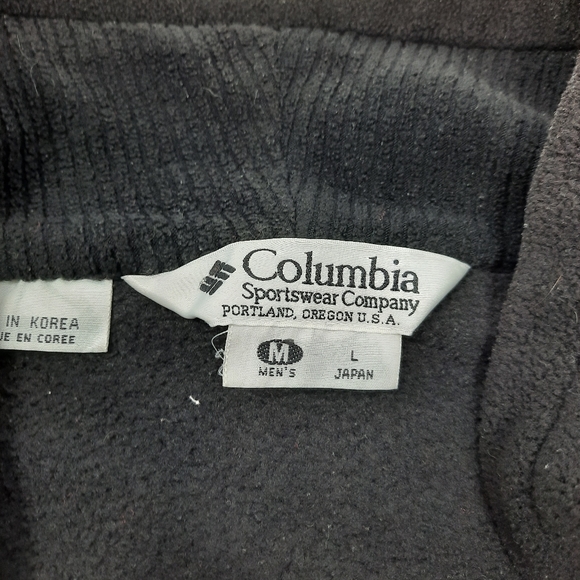 Columbia
Sportswear Company
PORTLAND, OREGON U.S.A.
M L
MEN'S JAPAN
IN KOREA
UE EN COREE